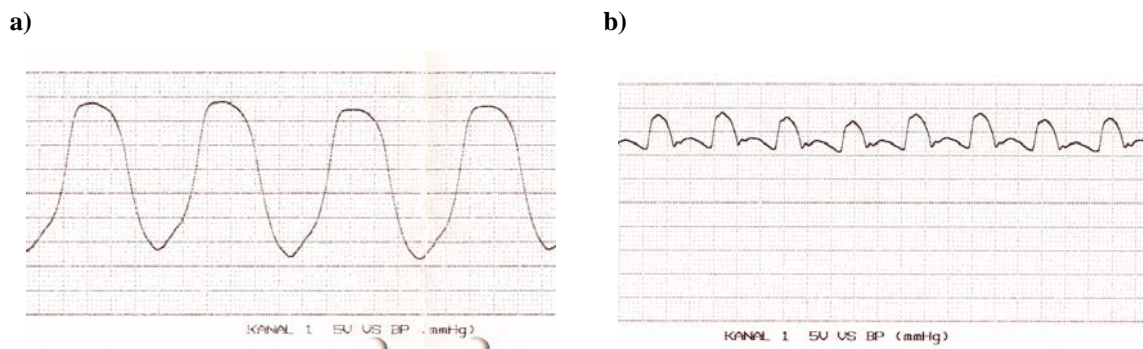 a)
b)
KANAL 1 5V VS BP (mmHg)
KANAL 1 5V VS BP (mmHg)